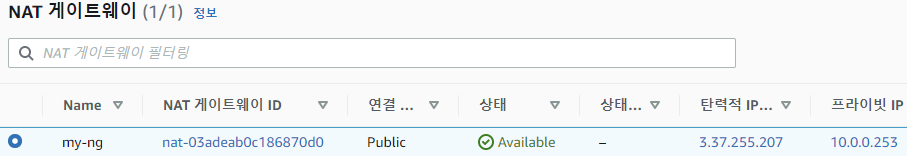 NAT 게이트웨이 (1/1) 정보
NAT 게이트웨이 필터링
Name NAT 게이트웨이 ID 연결 ... 상태 상태... 탄력적 IP... 프라이빗 IP
my-ng nat-03adeab0c186870d0 Public Available – 3.37.255.207 10.0.0.253